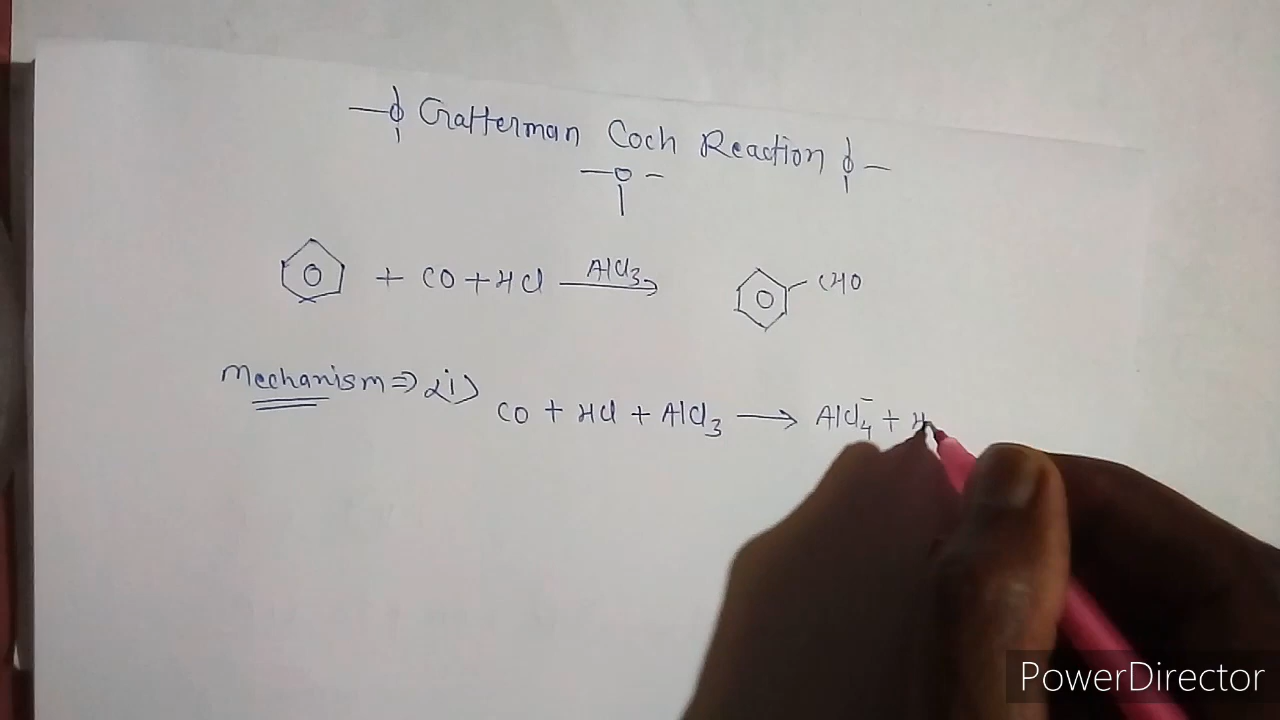 Gatterman Coch Reaction
+ CO + HCl AlCl3 CHO
Mechanism ⇒ (i)
CO + HCl + AlCl3 ⟶ AlCl4⁻ + H
PowerDirector